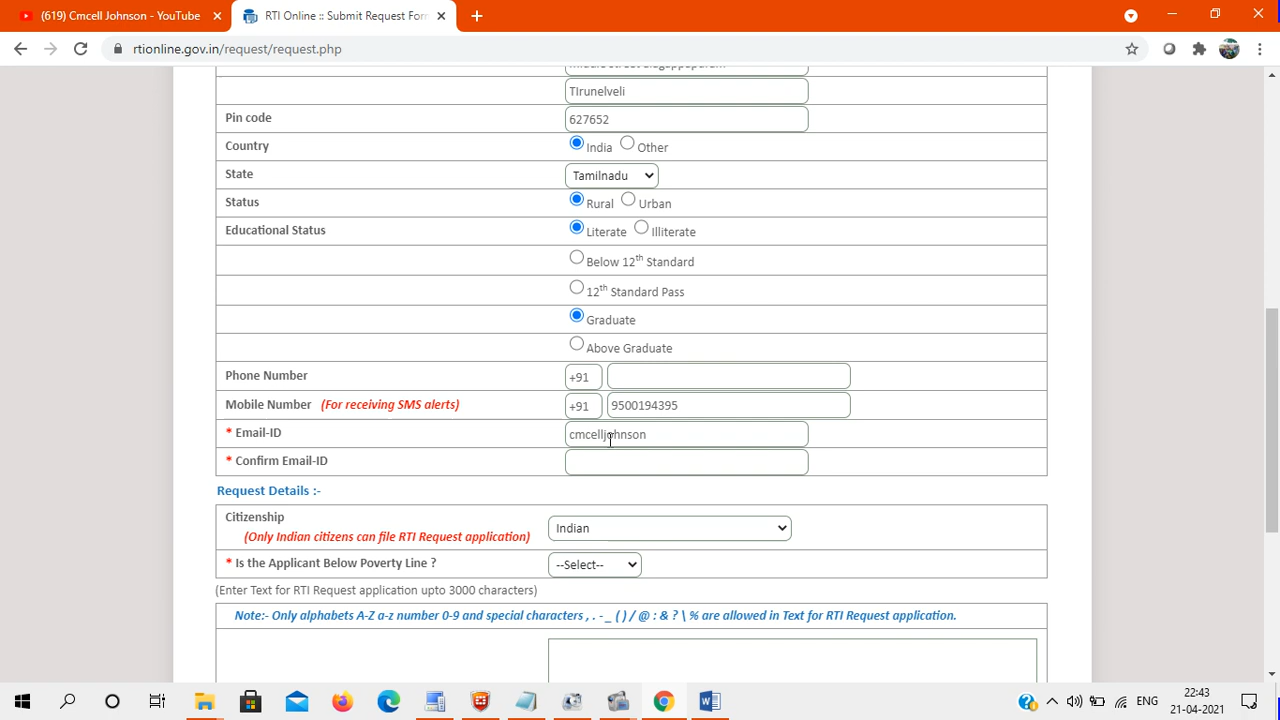 (619) Cmcell Johnson - YouTube
RTI Online :: Submit Request Form
rtionline.gov.in/request/request.php
TIrunelveli
Pin code 627652
Country India Other
State Tamilnadu
Status Rural Urban
Educational Status Literate Illiterate
Below 12th Standard
12th Standard Pass
Graduate
Above Graduate
Phone Number +91
Mobile Number (For receiving SMS alerts) +91 9500194395
* Email-ID cmcelljohnson
* Confirm Email-ID
Request Details :-
Citizenship
(Only Indian citizens can file RTI Request application) Indian
* Is the Applicant Below Poverty Line ? --Select--
(Enter Text for RTI Request application upto 3000 characters)
Note:- Only alphabets A-Z a-z number 0-9 and special characters , . - _ ( ) / @ : & ? \ % are allowed in Text for RTI Request application.
ENG
22:43
21-04-2021